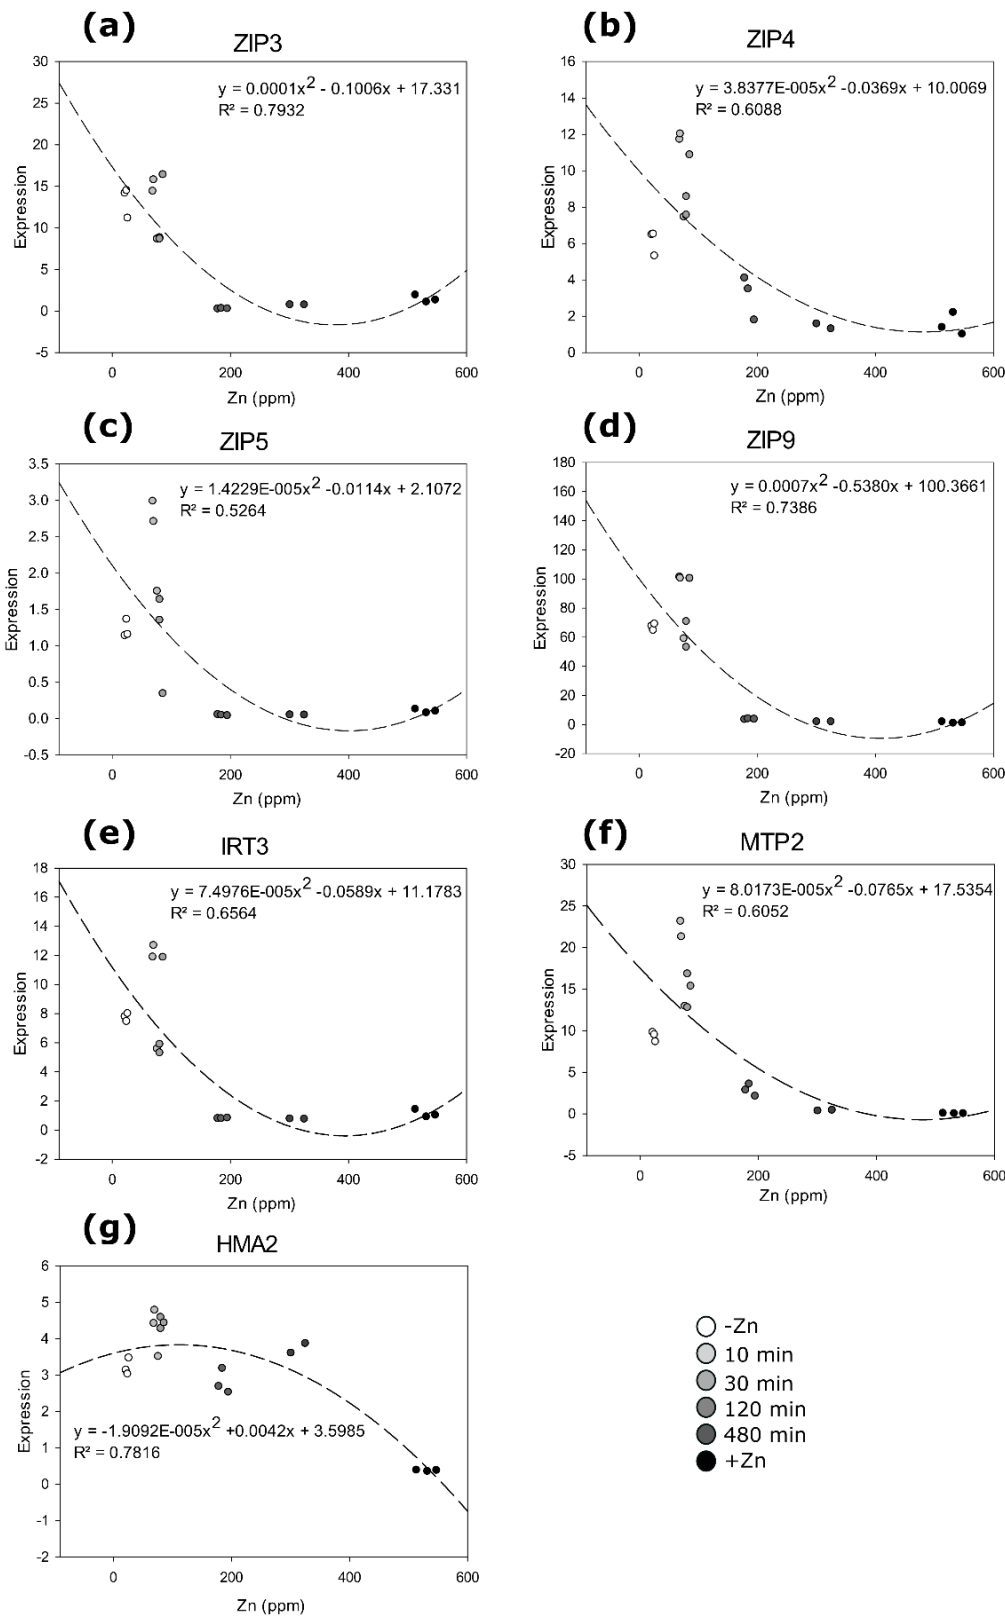 (a)
ZIP3
y = 0.0001x² - 0.1006x + 17.331
R² = 0.7932
30
25
20
15
10
5
0
-5
Expression
0
200
400
600
Zn (ppm)
(b)
ZIP4
y = 3.8377E-005x² -0.0369x + 10.0069
R² = 0.6088
16
14
12
10
8
6
4
2
0
Expression
0
200
400
600
Zn (ppm)
(c)
ZIP5
y = 1.4229E-005x² -0.0114x + 2.1072
R² = 0.5264
3.5
3.0
2.5
2.0
1.5
1.0
0.5
0.0
-0.5
Expression
0
200
400
600
Zn (ppm)
(d)
ZIP9
y = 0.0007x² -0.5380x + 100.3661
R² = 0.7386
180
160
140
120
100
80
60
40
20
0
-20
Expression
0
200
400
600
Zn (ppm)
(e)
IRT3
y = 7.4976E-005x² -0.0589x + 11.1783
R² = 0.6564
18
16
14
12
10
8
6
4
2
0
-2
Expression
0
200
400
600
Zn (ppm)
(f)
MTP2
y = 8.0173E-005x² -0.0765x + 17.5354
R² = 0.6052
30
25
20
15
10
5
0
-5
Expression
0
200
400
600
Zn (ppm)
(g)
HMA2
6
5
4
3
2
1
0
-1
-2
Expression
y = -1.9092E-005x² +0.0042x + 3.5985
R² = 0.7816
0
200
400
600
Zn (ppm)
-Zn
10 min
30 min
120 min
480 min
+Zn